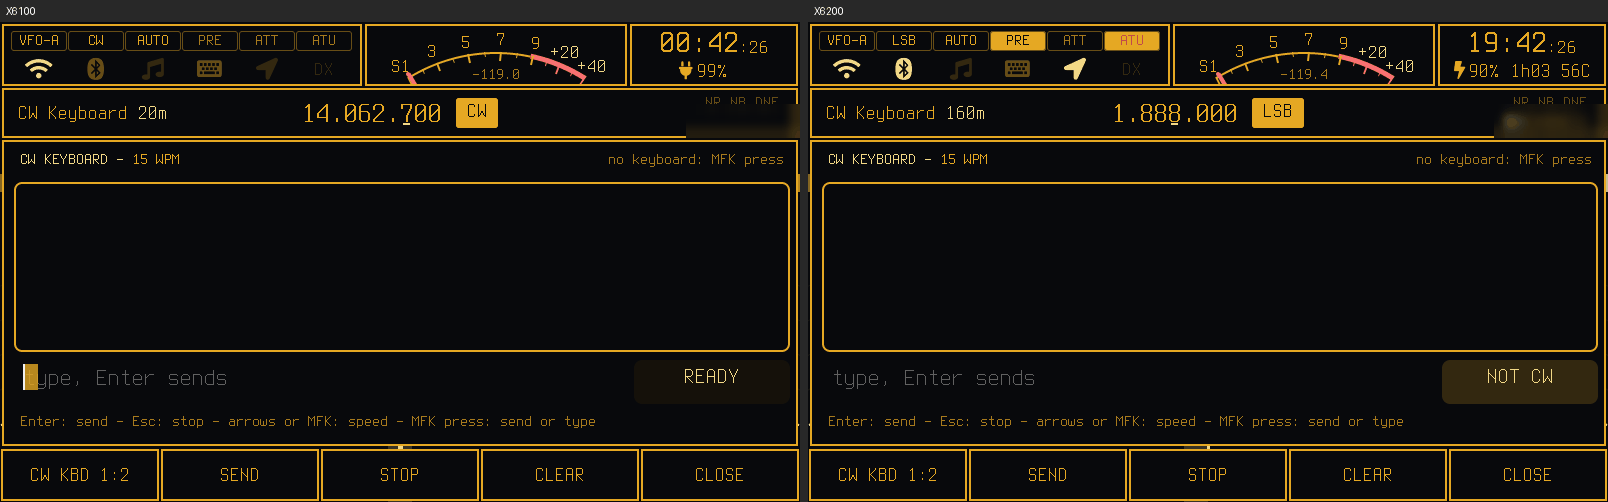 X6100
VFO-A CW AUTO PRE ATT ATU
DX
S1 3 5 7 9 +20 +40
-119.0
00:42:26
99%
CW Keyboard 20m
14.062.700 CW
NR NB DNF
CW KEYBOARD - 15 WPM
no keyboard: MFK press
type, Enter sends
READY
Enter: send - Esc: stop - arrows or MFK: speed - MFK press: send or type
CW KBD 1:2
SEND
STOP
CLEAR
CLOSE
X6200
VFO-A LSB AUTO PRE ATT ATU
DX
S1 3 5 7 9 +20 +40
-119.4
19:42:26
90% 1h03 56C
CW Keyboard 160m
1.888.000 LSB
NR NB DNF
CW KEYBOARD - 15 WPM
no keyboard: MFK press
type, Enter sends
NOT CW
Enter: send - Esc: stop - arrows or MFK: speed - MFK press: send or type
CW KBD 1:2
SEND
STOP
CLEAR
CLOSE